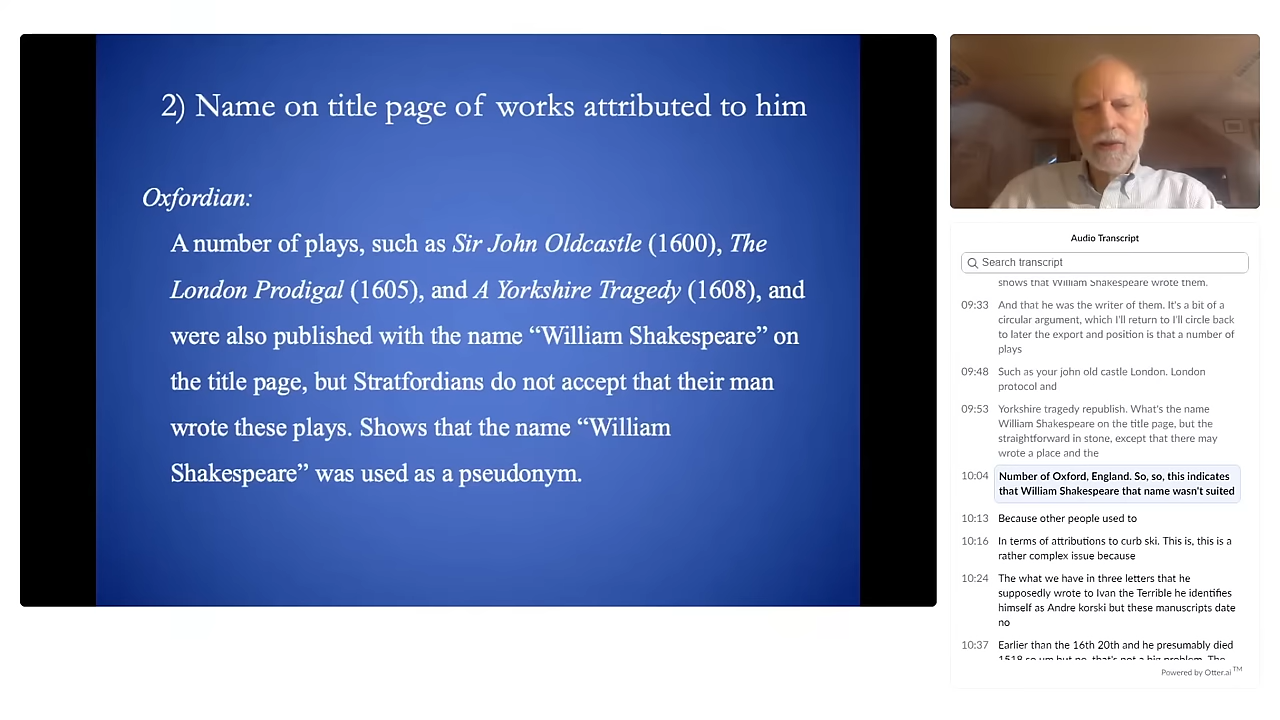 2) Name on title page of works attributed to him
Oxfordian:
A number of plays, such as Sir John Oldcastle (1600), The
London Prodigal (1605), and A Yorkshire Tragedy (1608), and
were also published with the name “William Shakespeare” on
the title page, but Stratfordians do not accept that their man
wrote these plays. Shows that the name “William
Shakespeare” was used as a pseudonym.
Audio Transcript
Search transcript
shows that William Shakespeare wrote them.
09:33
And that he was the writer of them. It's a bit of a
circular argument, which I'll return to I'll circle back
to later the export and position is that a number of
plays
09:48
Such as your john old castle London. London
protocol and
09:53
Yorkshire tragedy republish. What's the name
William Shakespeare on the title page, but the
straightforward in stone, except that there may
wrote a place and the
10:04
Number of Oxford, England. So, so, this indicates
that William Shakespeare that name wasn't suited
10:13
Because other people used to
10:16
In terms of attributions to curb ski. This is, this is a
rather complex issue because
10:24
The what we have in three letters that he
supposedly wrote to Ivan the Terrible he identifies
himself as Andre korski but these manuscripts date
no
10:37
Earlier than the 16th 20th and he presumably died
1518 so um but no, that's not a big problem. The
Powered by Otter.ai TM